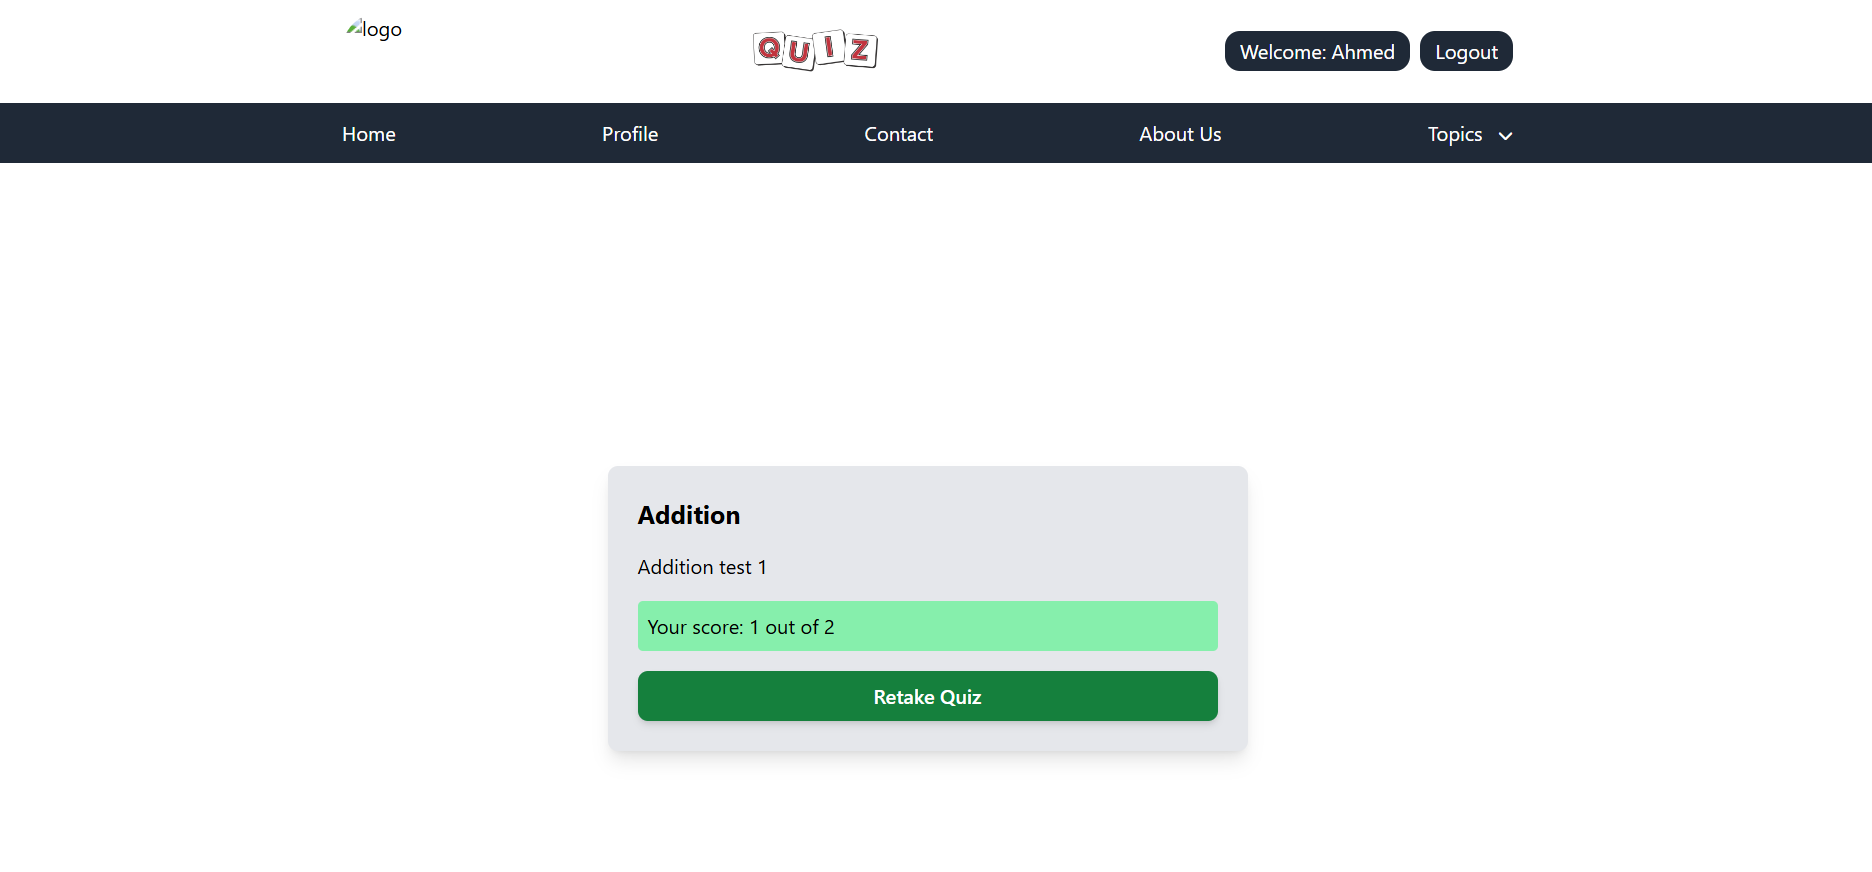 logo
QUIZ
Welcome: Ahmed
Logout
Home
Profile
Contact
About Us
Topics
Addition
Addition test 1
Your score: 1 out of 2
Retake Quiz